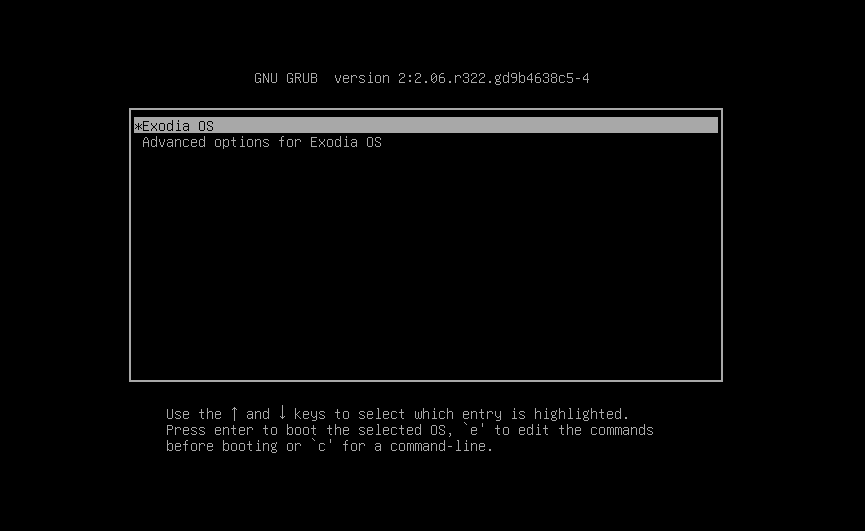 GNU GRUB  version 2:2.06.r322.gd9b4638c5-4
*Exodia OS
Advanced options for Exodia OS
Use the ↑ and ↓ keys to select which entry is highlighted.
Press enter to boot the selected OS, `e' to edit the commands
before booting or `c' for a command-line.